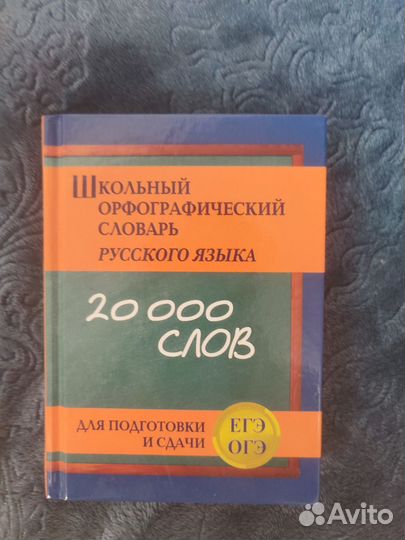 ШКОЛЬНЫЙ
ОРФОГРАФИЧЕСКИЙ
СЛОВАРЬ
РУССКОГО ЯЗЫКА
20 000
СЛОВ
ДЛЯ ПОДГОТОВКИ
И СДАЧИ
ЕГЭ
ОГЭ
Avito